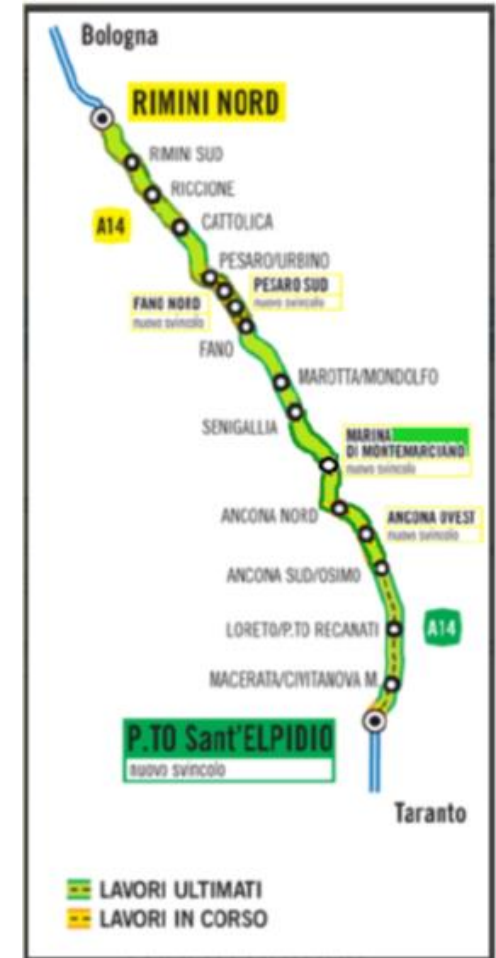 Bologna
RIMINI NORD
RIMINI SUD
RICCIONE
A14
CATTOLICA
PESARO/URBINO
PESARO SUD
nuovo svincolo
FANO NORD
nuovo svincolo
FANO
MAROTTA/MONDOLFO
SENIGALLIA
MARINA
DI MONTEMARCIANO
nuovo svincolo
ANCONA NORD
ANCONA OVEST
nuovo svincolo
ANCONA SUD/OSIMO
LORETO/P.TO RECANATI
A14
MACERATA/CIVITANOVA M.
P.TO Sant'ELPIDIO
nuovo svincolo
Taranto
LAVORI ULTIMATI
LAVORI IN CORSO